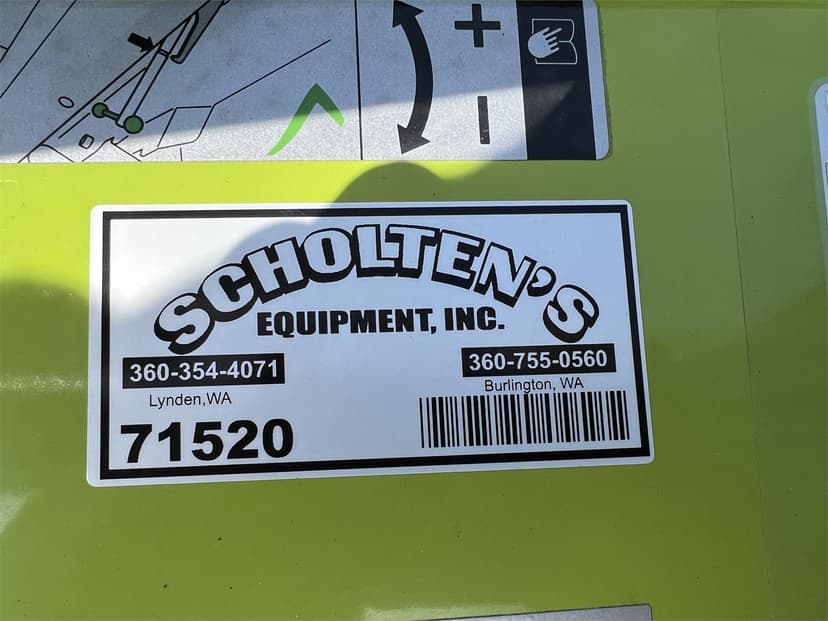 +
−
SCHOLTEN'S
EQUIPMENT, INC.
360-354-4071
360-755-0560
Lynden,WA
Burlington, WA
71520